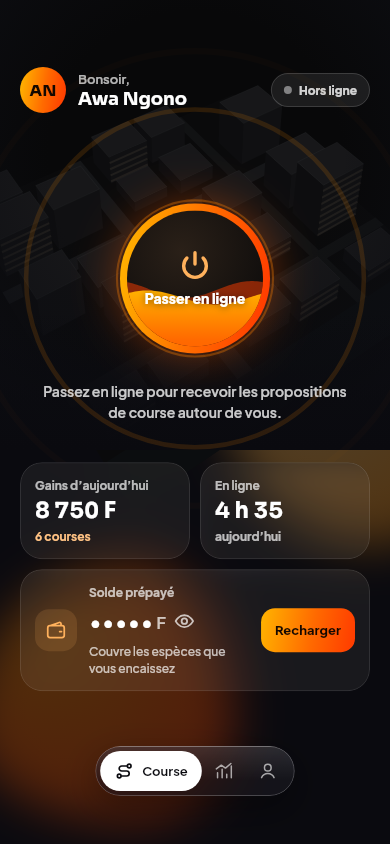 AN
Bonsoir,
Awa Ngono
Hors ligne
Passer en ligne
Passez en ligne pour recevoir les propositions
de course autour de vous.
Gains d’aujourd’hui
8 750 F
6 courses
En ligne
4 h 35
aujourd’hui
Solde prépayé
●●●●● F
Couvre les espèces que
vous encaissez
Recharger
Course